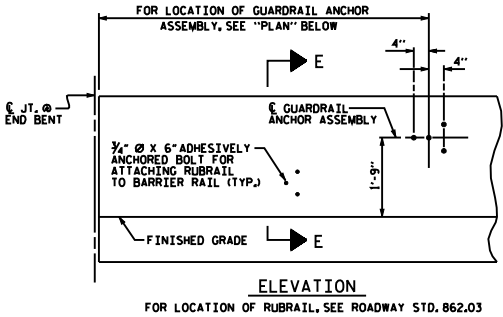 FOR LOCATION OF GUARDRAIL ANCHOR
ASSEMBLY, SEE "PLAN" BELOW
E
4"
4"
℄ JT. @
END BENT
℄ GUARDRAIL
ANCHOR ASSEMBLY
¾" Ø X 6" ADHESIVELY
ANCHORED BOLT FOR
ATTACHING RUBRAIL
TO BARRIER RAIL (TYP.)
1'-9"
FINISHED GRADE
E
ELEVATION
FOR LOCATION OF RUBRAIL, SEE ROADWAY STD. 862.03